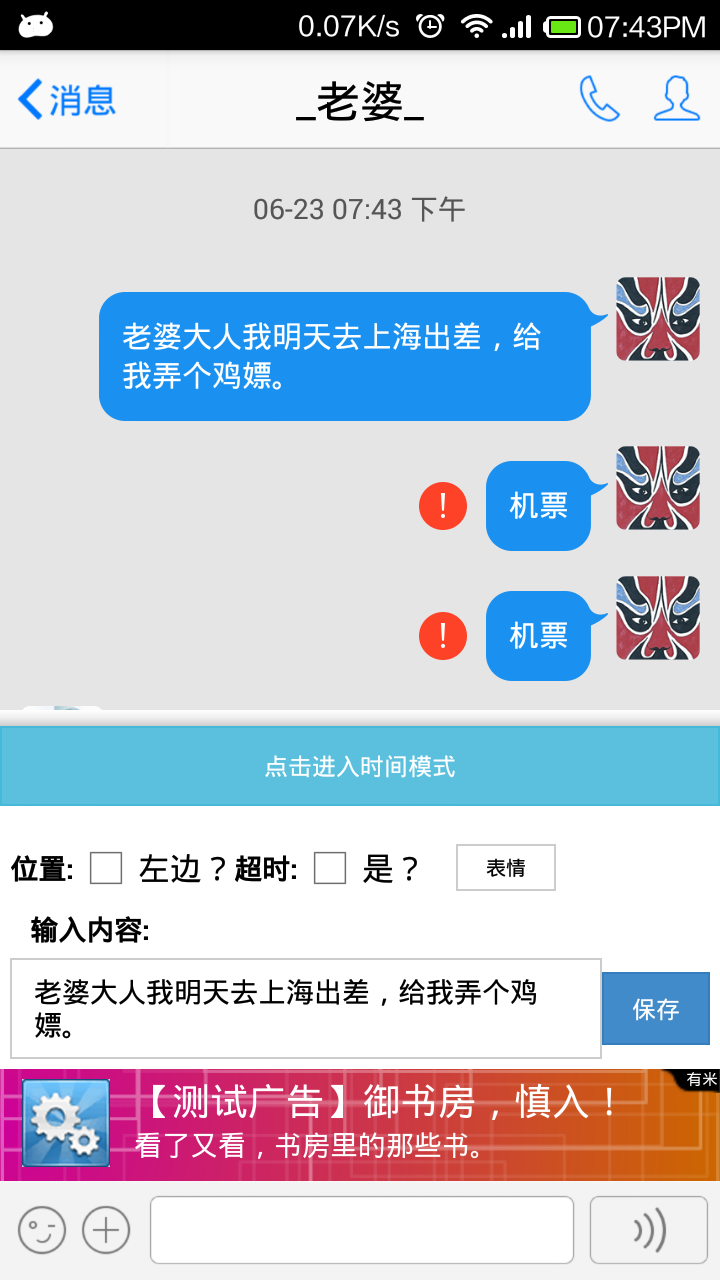 0.07K/s 07:43PM
消息 _老婆_
06-23 07:43 下午
老婆大人我明天去上海出差，给
我弄个鸡嫖。
! 机票
! 机票
点击进入时间模式
位置: 左边？超时: 是？ 表情
输入内容:
老婆大人我明天去上海出差，给我弄个鸡
嫖。
保存
有米
【测试广告】御书房，慎入！
看了又看，书房里的那些书。